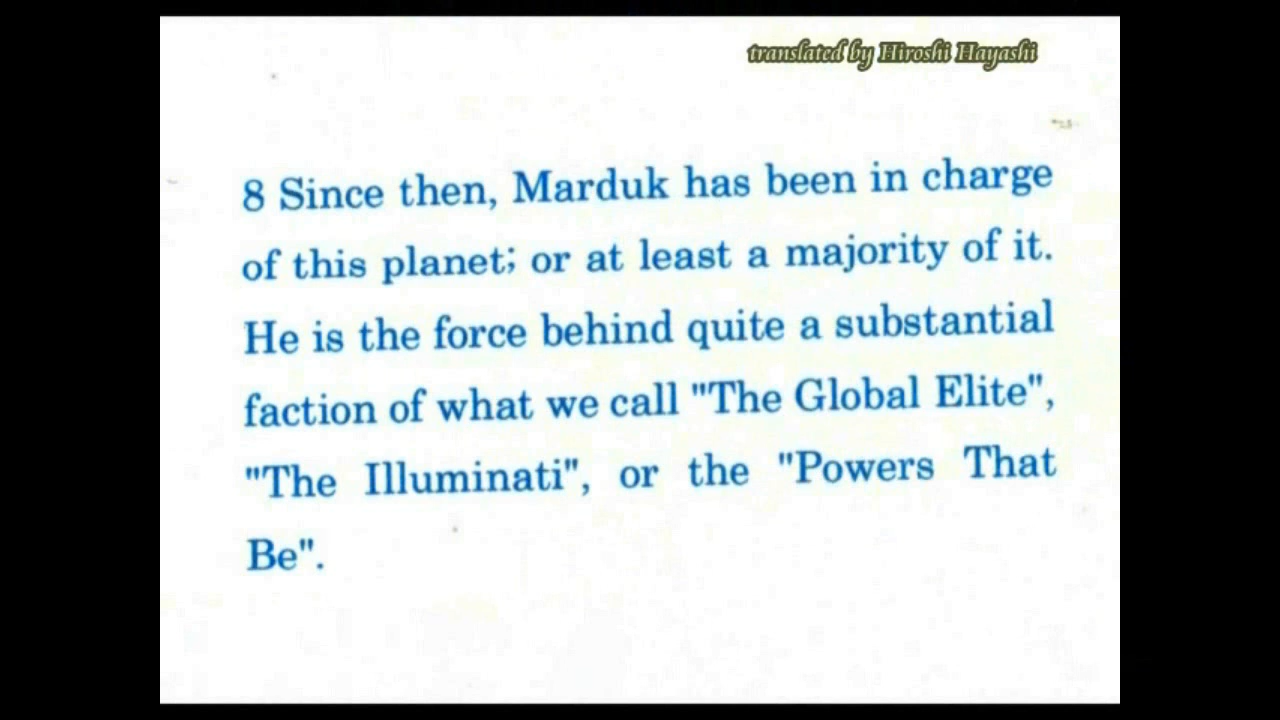 translated by Hiroshi Hayashi
8 Since then, Marduk has been in charge
of this planet; or at least a majority of it.
He is the force behind quite a substantial
faction of what we call "The Global Elite",
"The Illuminati", or the "Powers That
Be".